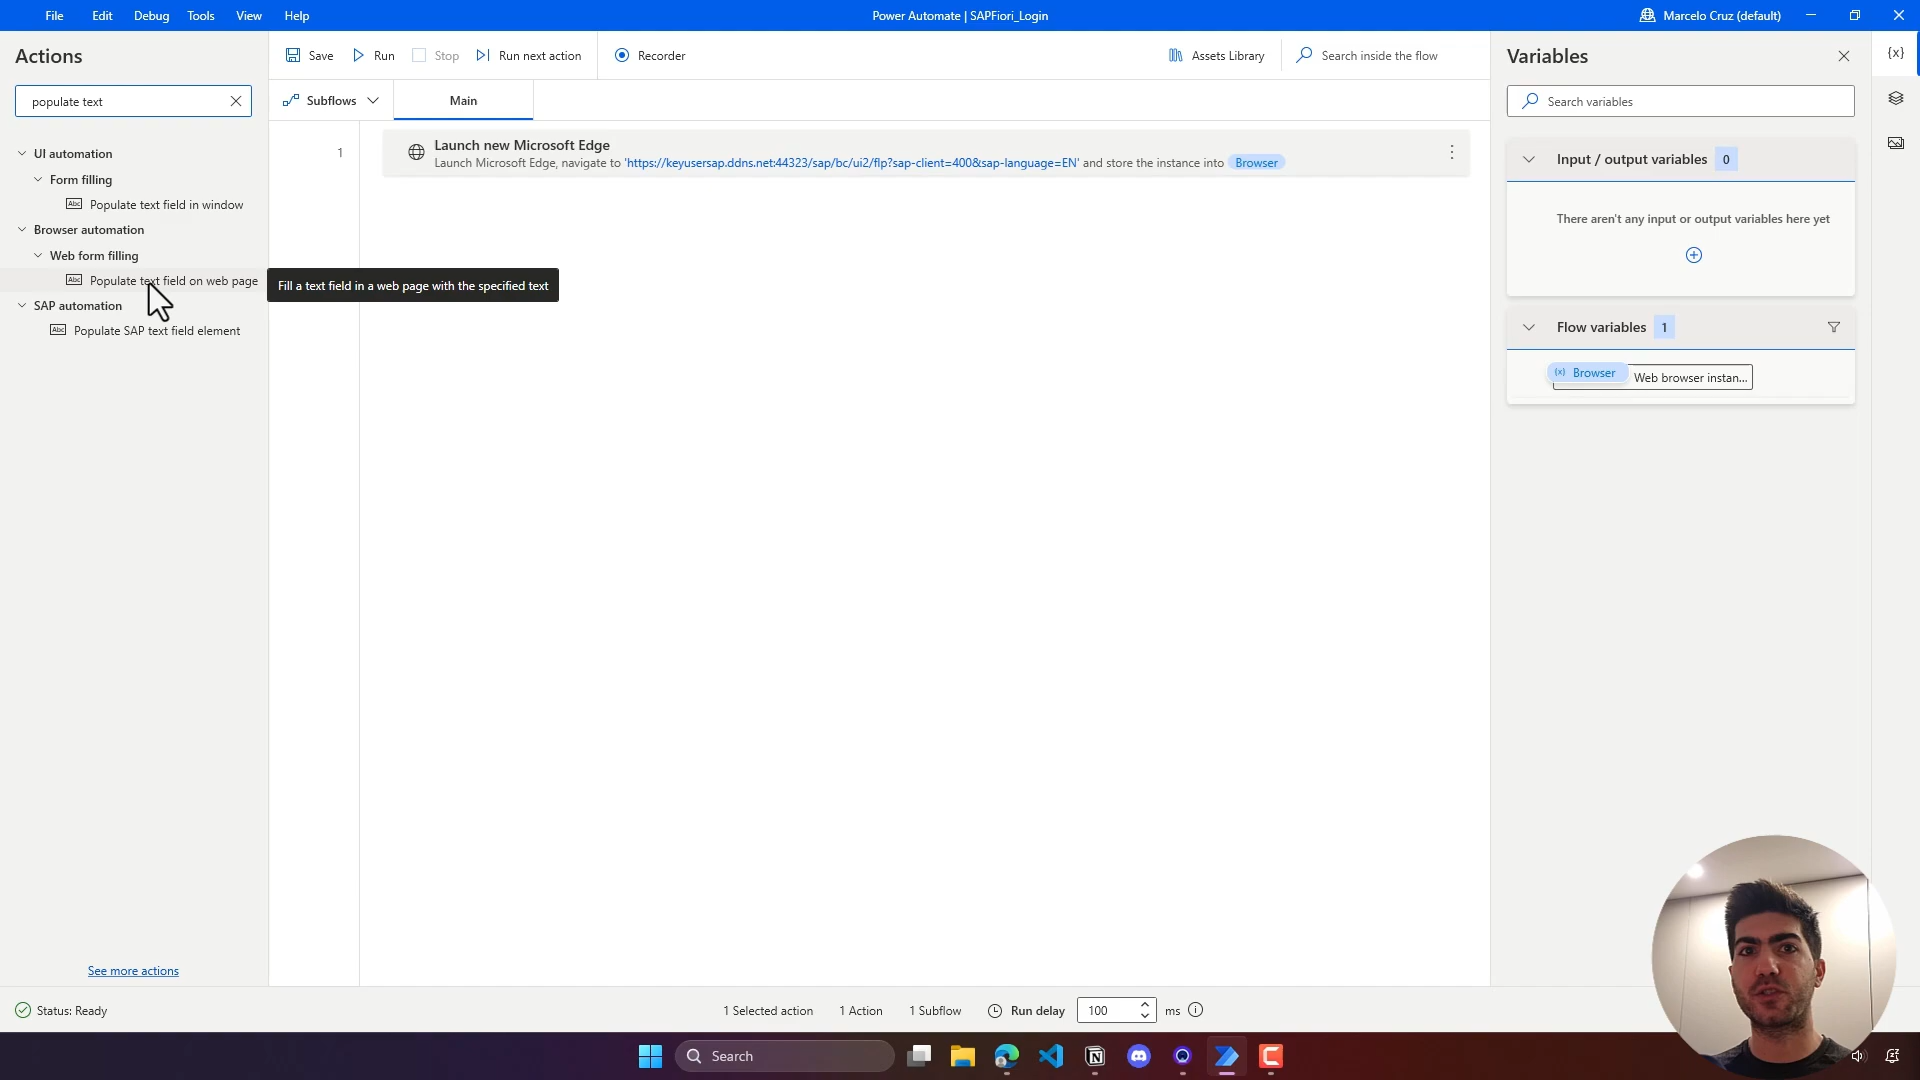 File Edit Debug Tools View Help
Power Automate | SAPFiori_Login
Marcelo Cruz (default)
Actions
populate text
UI automation
Form filling
Abc Populate text field in window
Browser automation
Web form filling
Abc Populate text field on web page
SAP automation
Abc Populate SAP text field element
See more actions
Fill a text field in a web page with the specified text
Save Run Stop Run next action Recorder
Assets Library Search inside the flow
Subflows Main
1
Launch new Microsoft Edge
Launch Microsoft Edge, navigate to 'https://keyusersap.ddns.net:44323/sap/bc/ui2/flp?sap-client=400&sap-language=EN' and store the instance into Browser
Variables
{x}
Search variables
Input / output variables 0
There aren't any input or output variables here yet
Flow variables 1
(x) Browser Web browser instan...
Status: Ready
1 Selected action 1 Action 1 Subflow Run delay 100 ms
Search